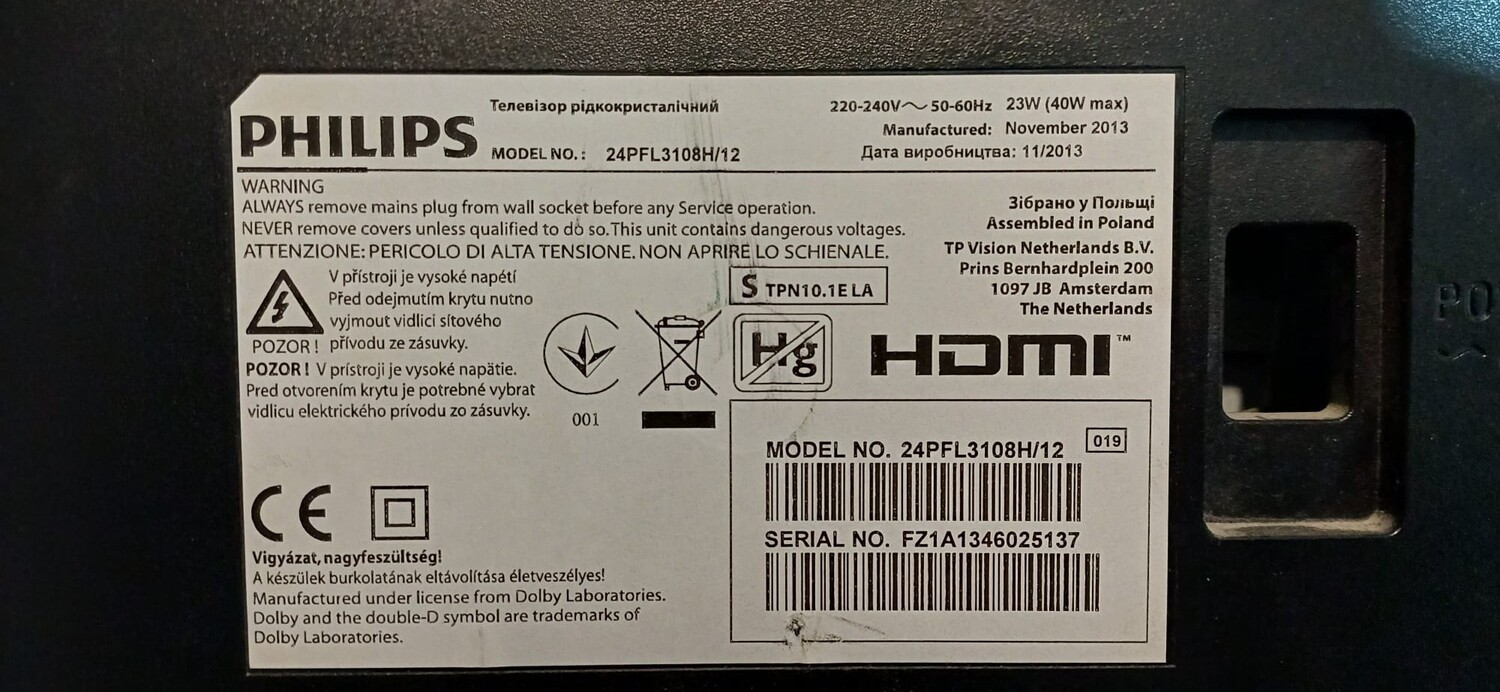 PHILIPS
Телевізор рідкокристалічний
MODEL NO.: 24PFL3108H/12
220-240V～ 50-60Hz 23W (40W max)
Manufactured: November 2013
Дата виробництва: 11/2013
WARNING
ALWAYS remove mains plug from wall socket before any Service operation.
NEVER remove covers unless qualified to do so.This unit contains dangerous voltages.
ATTENZIONE: PERICOLO DI ALTA TENSIONE. NON APRIRE LO SCHIENALE.
Зібрано у Польщі
Assembled in Poland
TP Vision Netherlands B.V.
Prins Bernhardplein 200
1097 JB Amsterdam
The Netherlands
V přístroji je vysoké napětí
Před odejmutím krytu nutno
vyjmout vidlici síťového
POZOR! přívodu ze zásuvky.
POZOR! V prístroji je vysoké napätie.
Pred otvorením krytu je potrebné vybrat
vidlicu elektrického prívodu zo zásuvky.
S TPN10.1E LA
001
Hg
HDMI™
MODEL NO. 24PFL3108H/12
019
SERIAL NO. FZ1A1346025137
CE
Vigyázat, nagyfeszültség!
A készülek burkolatának eltávolítása életveszélyes!
Manufactured under license from Dolby Laboratories.
Dolby and the double-D symbol are trademarks of
Dolby Laboratories.
PO